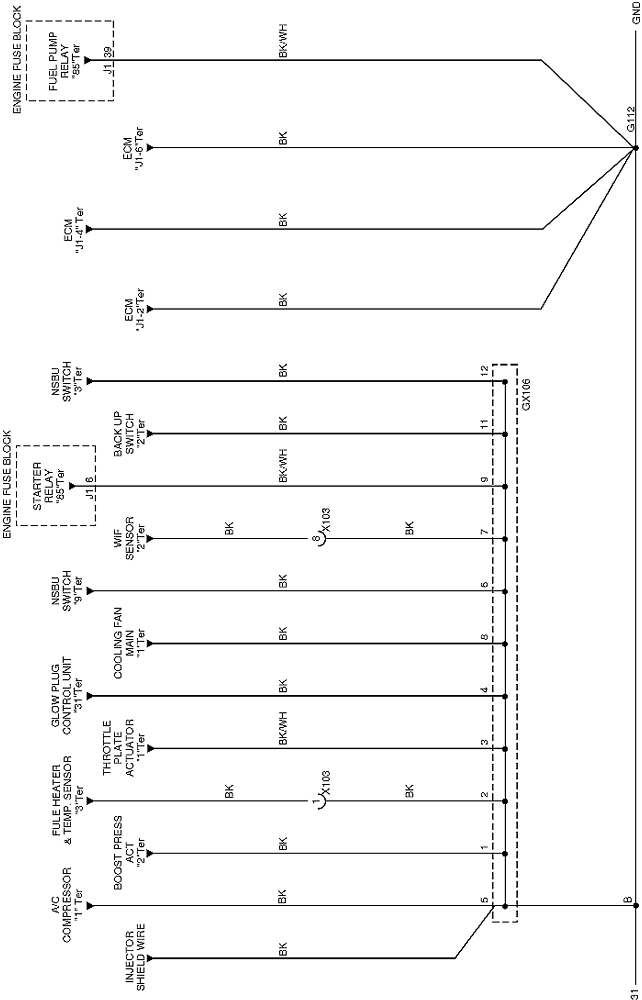 ENGINE FUSE BLOCK
FUEL PUMP
RELAY
"85"Ter
J1 39
BK/WH
GND
ECM
"J1-6"Ter
BK
G112
ECM
"J1-4"Ter
BK
ECM
"J1-2"Ter
BK
NSBU
SWITCH
"3"Ter
BK
12
GX106
BACK UP
SWITCH
"2"Ter
BK
11
ENGINE FUSE BLOCK
STARTER
RELAY
"85"Ter
J1 6
BK/WH
9
WIF
SENSOR
"2"Ter
BK
8
X103
BK
7
NSBU
SWITCH
"9"Ter
BK
6
COOLING FAN
MAIN
"1"Ter
BK
8
GLOW PLUG
CONTROL UNIT
"31"Ter
BK
4
THROTTLE
PLATE
ACTUATOR
"1"Ter
BK/WH
3
FULE HEATER
& TEMP. SENSOR
"3"Ter
BK
1
X103
BK
2
BOOST PRESS
ACT
"2"Ter
BK
1
A/C
COMPRESSOR
"1" Ter
BK
5
B
INJECTOR
SHIELD WIRE
BK
31